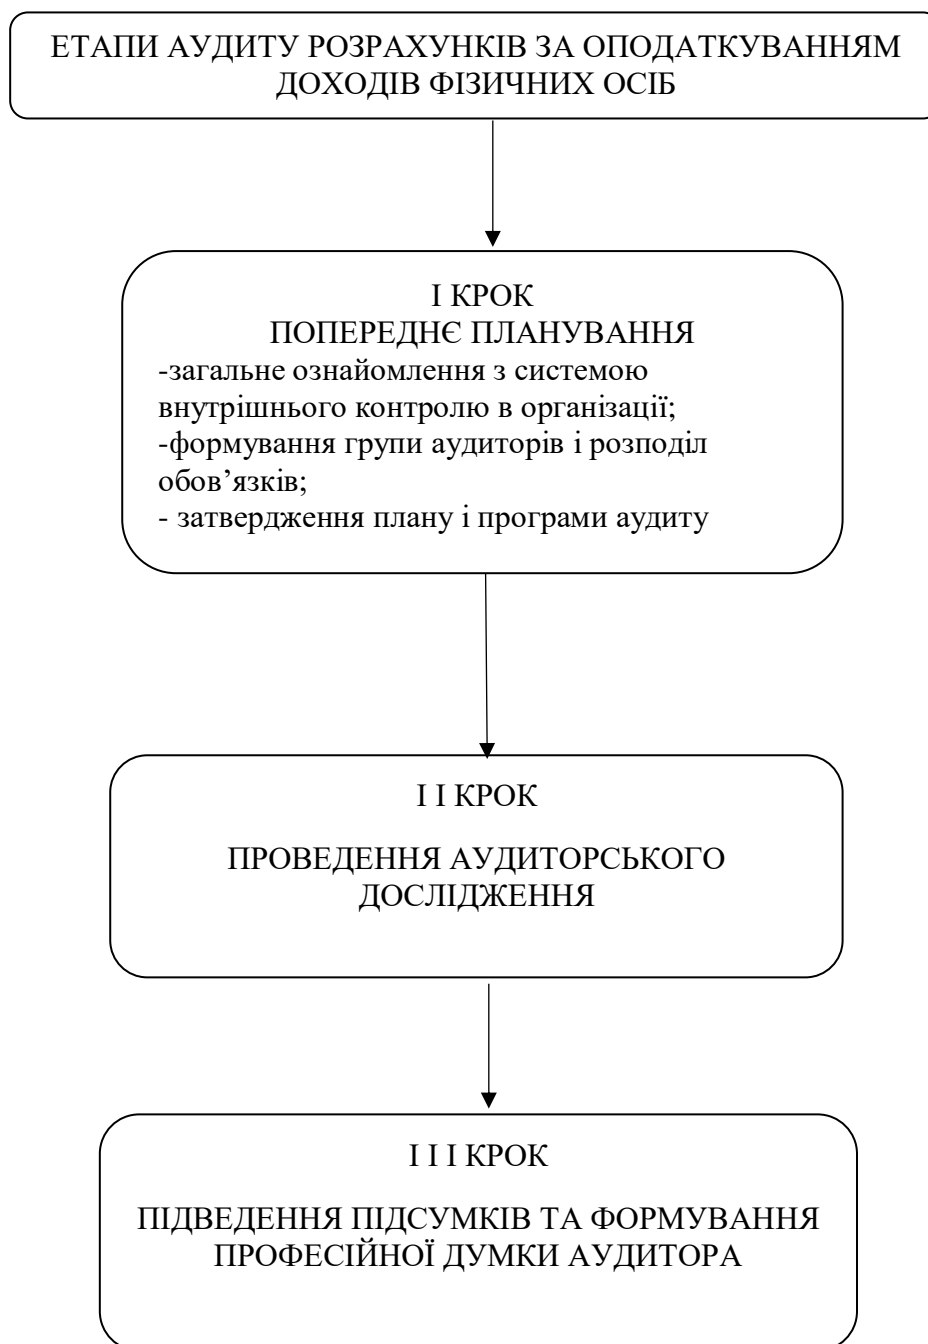 ЕТАПИ АУДИТУ РОЗРАХУНКІВ ЗА ОПОДАТКУВАННЯМ
ДОХОДІВ ФІЗИЧНИХ ОСІБ
І КРОК
ПОПЕРЕДНЄ ПЛАНУВАННЯ
-загальне ознайомлення з системою
внутрішнього контролю в організації;
-формування групи аудиторів і розподіл
обов’язків;
- затвердження плану і програми аудиту
І І КРОК
ПРОВЕДЕННЯ АУДИТОРСЬКОГО
ДОСЛІДЖЕННЯ
І І І КРОК
ПІДВЕДЕННЯ ПІДСУМКІВ ТА ФОРМУВАННЯ
ПРОФЕСІЙНОЇ ДУМКИ АУДИТОРА